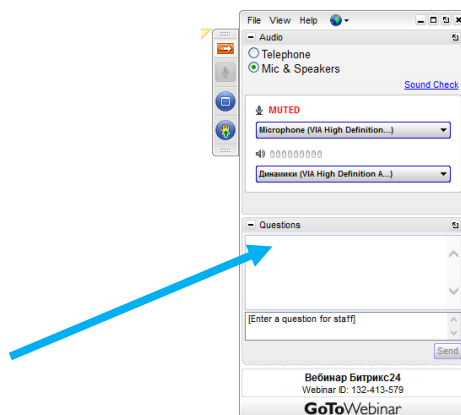 File View Help
Audio
Telephone
Mic & Speakers
Sound Check
MUTED
Microphone (VIA High Definition...)
Динамики (VIA High Definition A...)
Questions
[Enter a question for staff]
Send
Вебинар Битрикс24
Webinar ID: 132-413-579
GoToWebinar